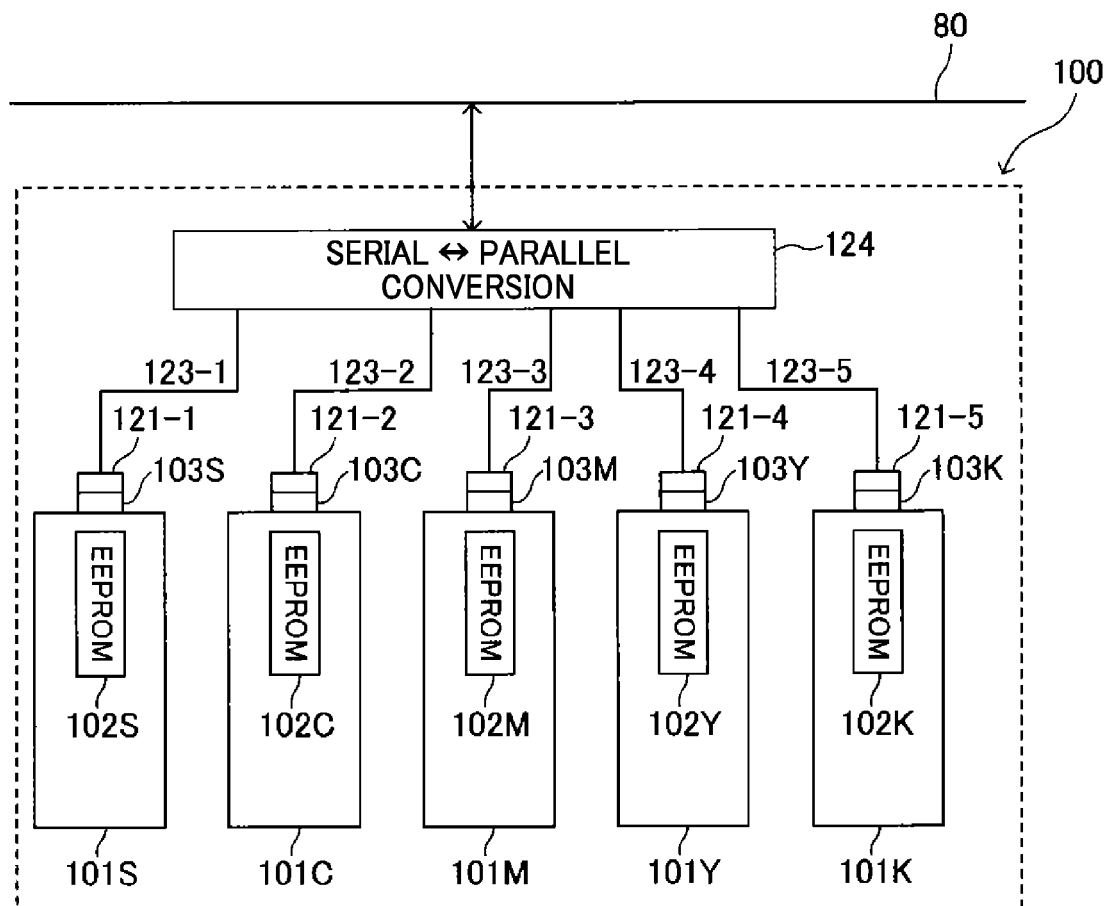 80
100
SERIAL ↔ PARALLEL
CONVERSION
124
123-1 123-2 123-3 123-4 123-5
121-1 121-2 121-3 121-4 121-5
103S 103C 103M 103Y 103K
EEPROM EEPROM EEPROM EEPROM EEPROM
102S 102C 102M 102Y 102K
101S 101C 101M 101Y 101K